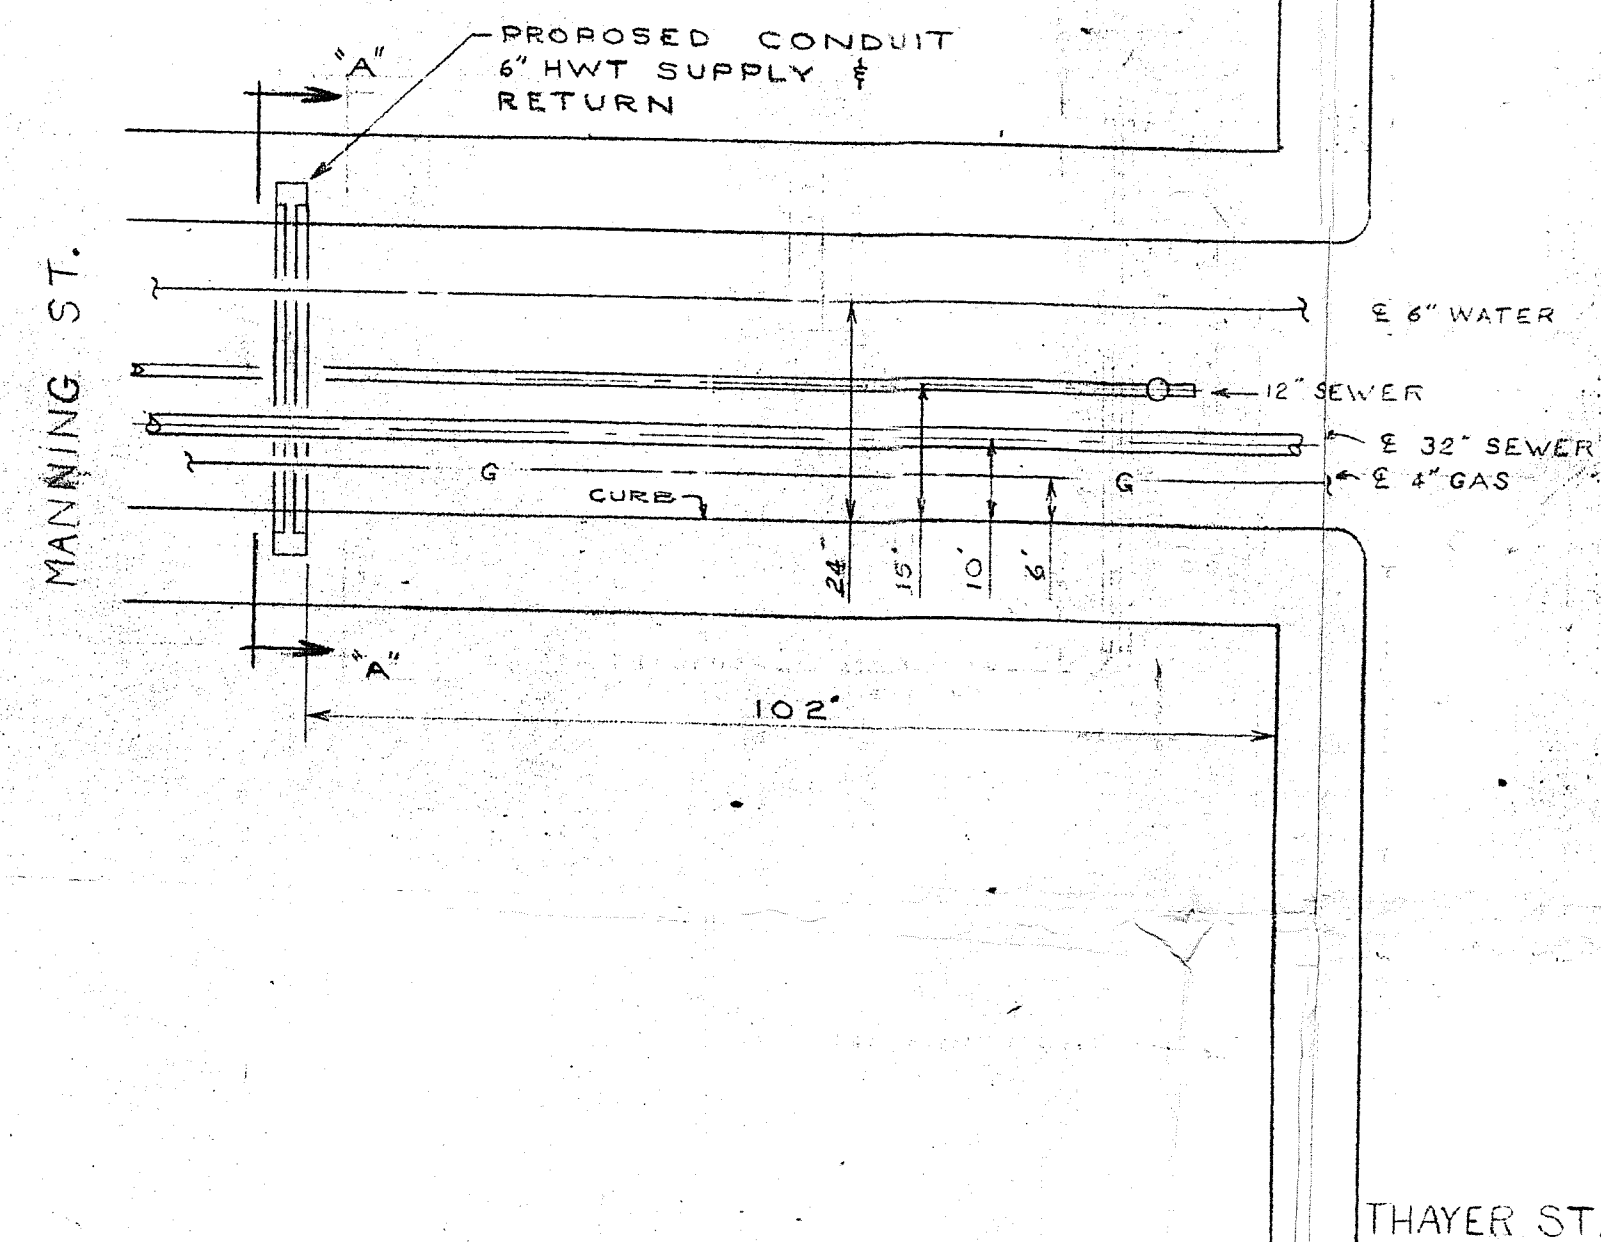 PROPOSED CONDUIT
6" HWT SUPPLY &
RETURN
"A"
MANNING ST.
℄ 6" WATER
12" SEWER
℄ 32" SEWER
℄ 4" GAS
G
G
CURB
24'
15'
10'
6'
"A"
102'
THAYER ST.